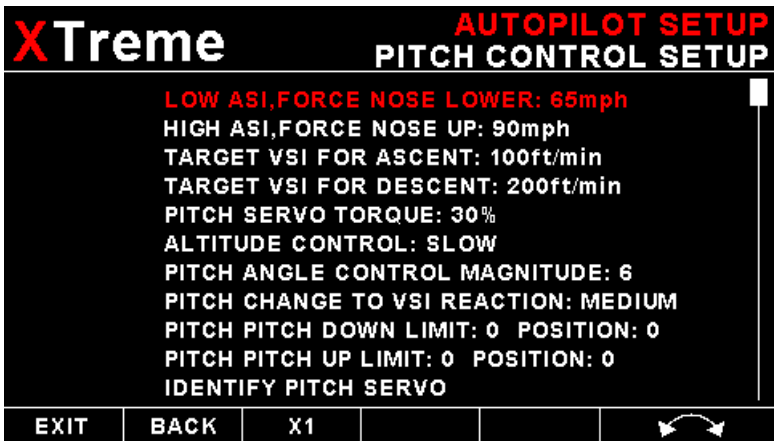 XTreme
AUTOPILOT SETUP
PITCH CONTROL SETUP
LOW ASI,FORCE NOSE LOWER: 65mph
HIGH ASI,FORCE NOSE UP: 90mph
TARGET VSI FOR ASCENT: 100ft/min
TARGET VSI FOR DESCENT: 200ft/min
PITCH SERVO TORQUE: 30%
ALTITUDE CONTROL: SLOW
PITCH ANGLE CONTROL MAGNITUDE: 6
PITCH CHANGE TO VSI REACTION: MEDIUM
PITCH PITCH DOWN LIMIT: 0 POSITION: 0
PITCH PITCH UP LIMIT: 0 POSITION: 0
IDENTIFY PITCH SERVO
EXIT BACK X1